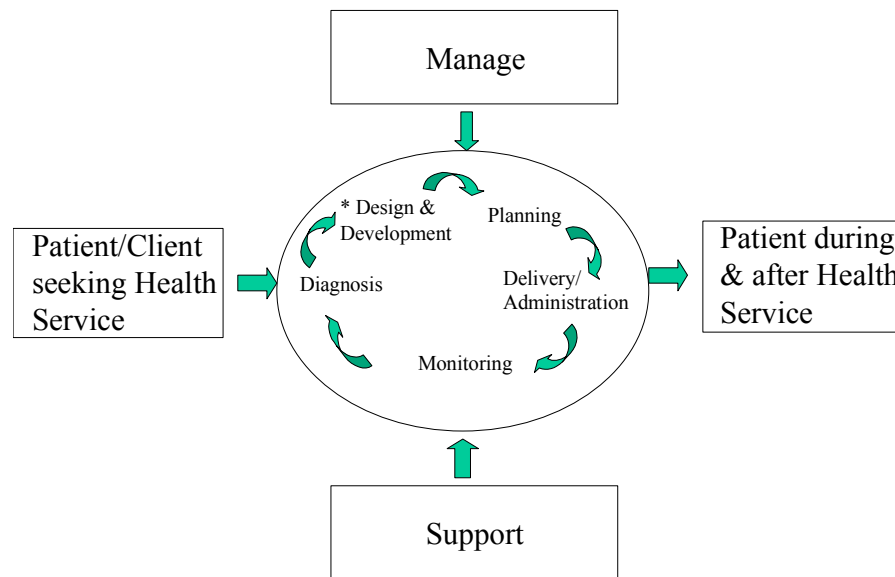 Manage
* Design &
Development
Planning
Patient/Client
seeking Health
Service
Diagnosis
Delivery/
Administration
Patient during
& after Health
Service
Monitoring
Support